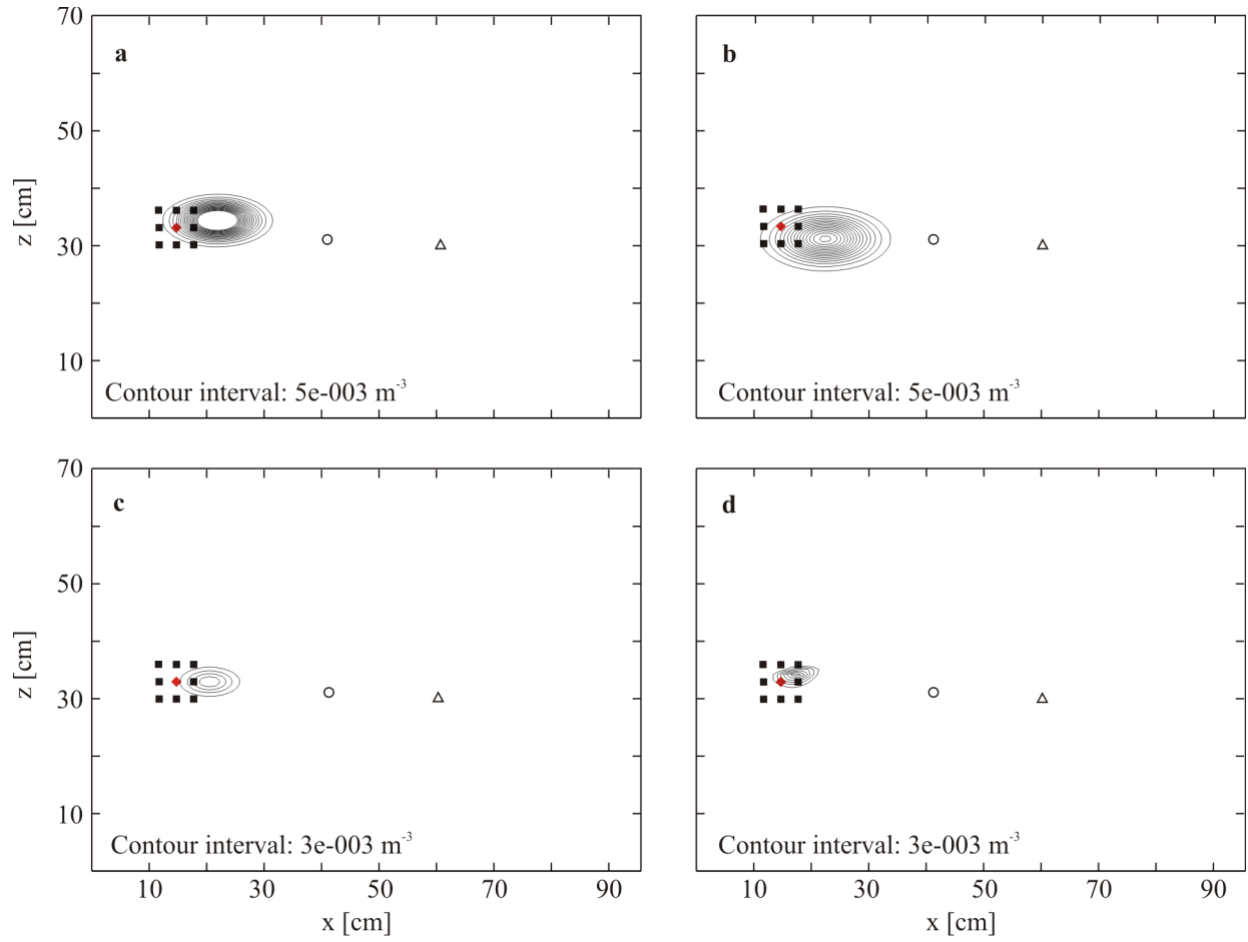 70
a
b
50
z [cm]
30
10
Contour interval: 5e-003 m⁻³
Contour interval: 5e-003 m⁻³
70
c
d
50
z [cm]
30
10
Contour interval: 3e-003 m⁻³
Contour interval: 3e-003 m⁻³
10 30 50 70 90
10 30 50 70 90
x [cm]
x [cm]